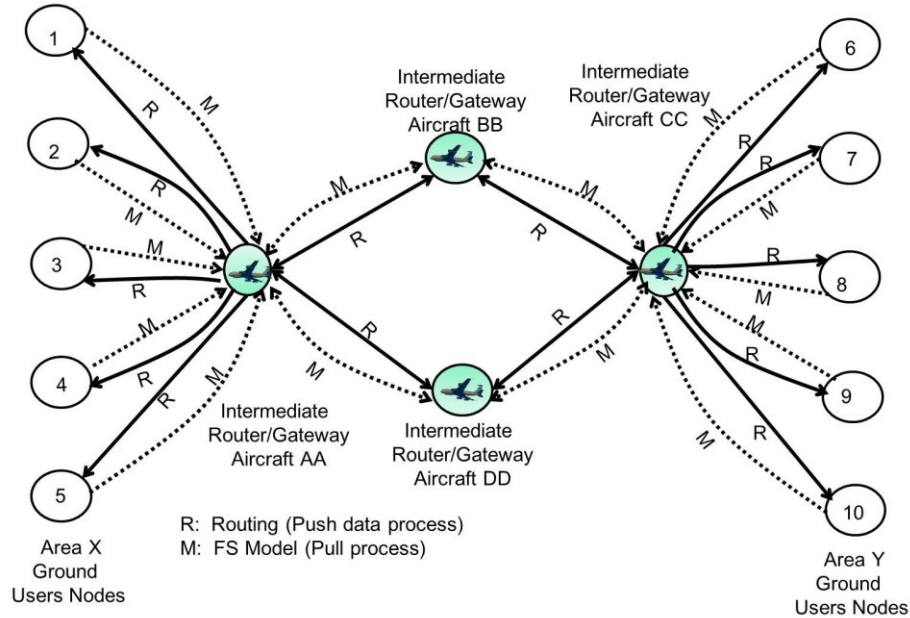 1
M
R
2
R
M
3
M
R
4
M
R
5
R
M
Intermediate
Router/Gateway
Aircraft BB
Intermediate
Router/Gateway
Aircraft CC
M
R
M
R
R
M
R
M
Intermediate
Router/Gateway
Aircraft AA
Intermediate
Router/Gateway
Aircraft DD
6
M
R
R
7
M
R
8
M
M
R
9
R
M
10
R: Routing (Push data process)
M: FS Model (Pull process)
Area X
Ground
Users Nodes
Area Y
Ground
Users Nodes